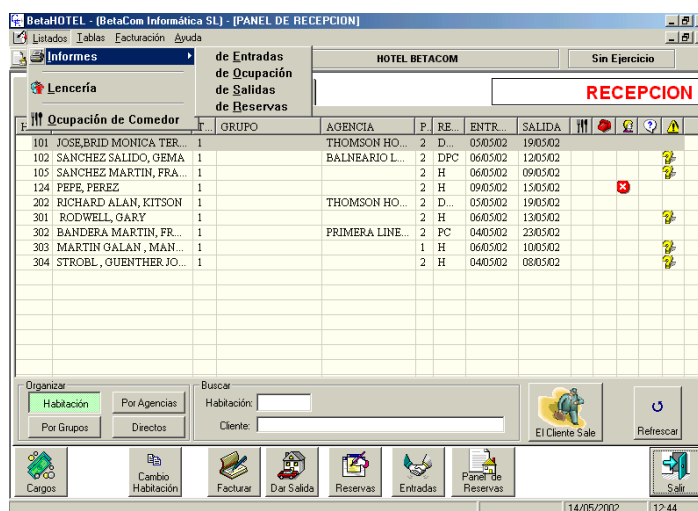 BetaHOTEL - (BetaCom Informática SL) - [PANEL DE RECEPCION]
Listados Tablas Facturación Ayuda
Informes
Lencería
Ocupación de Comedor
de Entradas
de Ocupación
de Salidas
de Reservas
HOTEL BETACOM
Sin Ejercicio
RECEPCION
GRUPO AGENCIA P. RE... ENTR... SALIDA
101 JOSE,BRID MONICA TER... 1 THOMSON HO... 2 D... 05/05/02 19/05/02
102 SANCHEZ SALIDO, GEMA 1 BALNEARIO L... 2 DPC 06/05/02 12/05/02
105 SANCHEZ MARTIN, FRA... 1 2 H 06/05/02 09/05/02
124 PEPE, PEREZ 1 2 H 09/05/02 15/05/02
202 RICHARD ALAN, KITSON 1 THOMSON HO... 2 D... 05/05/02 19/05/02
301 RODWELL, GARY 1 2 H 06/05/02 13/05/02
302 BANDERA MARTIN, FR... 1 PRIMERA LINE... 2 PC 04/05/02 23/05/02
303 MARTIN GALAN , MAN... 1 1 H 06/05/02 10/05/02
304 STROBL , GUENTHER JO... 1 2 H 04/05/02 08/05/02
Organizar
Habitación Por Agencias
Por Grupos Directos
Buscar
Habitación:
Cliente:
El Cliente Sale
Refrescar
Cargos
Cambio Habitación
Facturar
Dar Salida
Reservas
Entradas
Panel de Reservas
Salir
14/05/2002 12:44